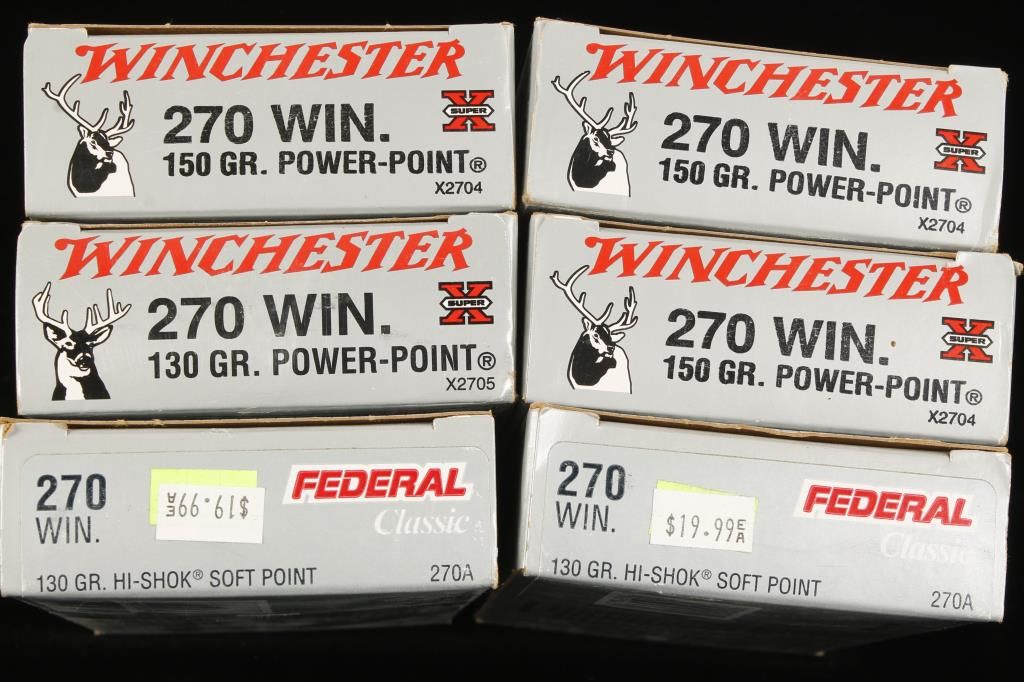 WINCHESTER
270 WIN.
X
SUPER
150 GR. POWER-POINT®
X2704
WINCHESTER
270 WIN.
X
SUPER
150 GR. POWER-POINT®
X2704
WINCHESTER
270 WIN.
X
SUPER
130 GR. POWER-POINT®
X2705
WINCHESTER
270 WIN.
X
SUPER
150 GR. POWER-POINT®
X2704
270
WIN.
$19.99 EA
FEDERAL
Classic
130 GR. HI-SHOK® SOFT POINT
270A
270
WIN.
$19.99 EA
FEDERAL
Classic
130 GR. HI-SHOK® SOFT POINT
270A